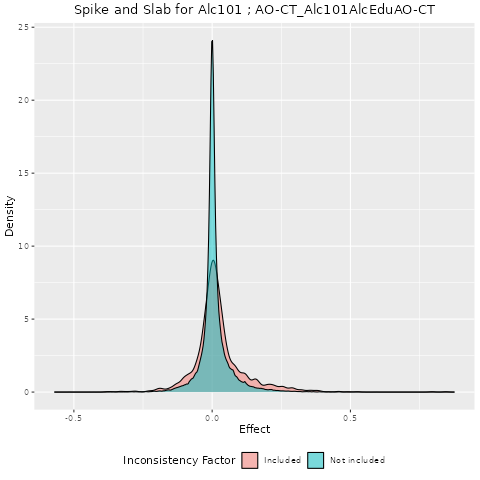 Spike and Slab for Alc101 ; AO-CT_Alc101AlcEduAO-CT
25
20
15
10
5
0
Density
-0.5
0.0
0.5
Effect
Inconsistency Factor Included Not included